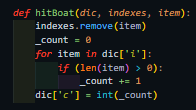 def hitBoat(dic, indexes, item):
    indexes.remove(item)
    _count = 0
    for item in dic['i']:
        if (len(item) > 0):
            _count += 1
    dic['c'] = int(_count)